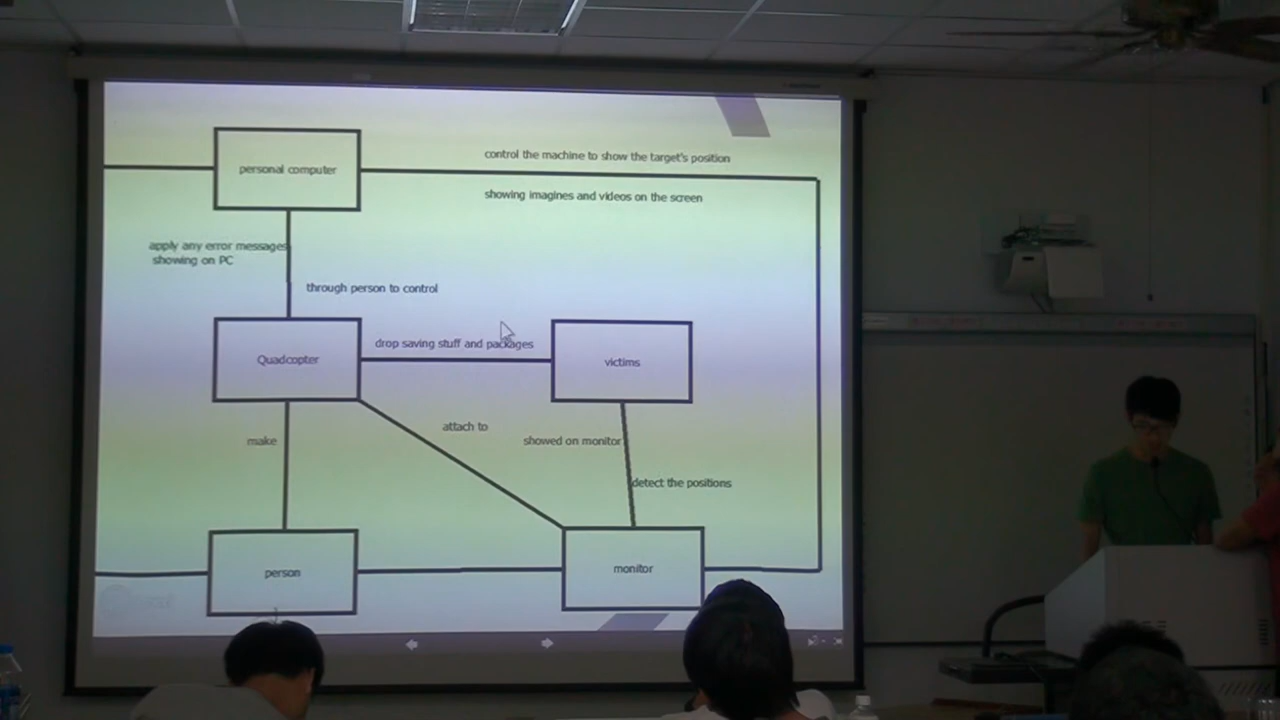 control the machine to show the target's position
personal computer
showing imagines and videos on the screen
apply any error messages
showing on PC
through person to control
drop saving stuff and packages
Quadcopter
victims
attach to
make
showed on monitor
detect the positions
person
monitor